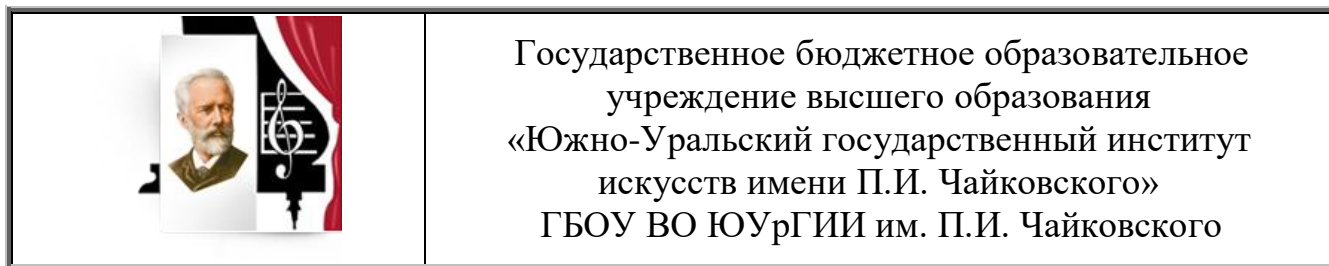 Государственное бюджетное образовательное
учреждение высшего образования
«Южно-Уральский государственный институт
искусств имени П.И. Чайковского»
ГБОУ ВО ЮУрГИИ им. П.И. Чайковского